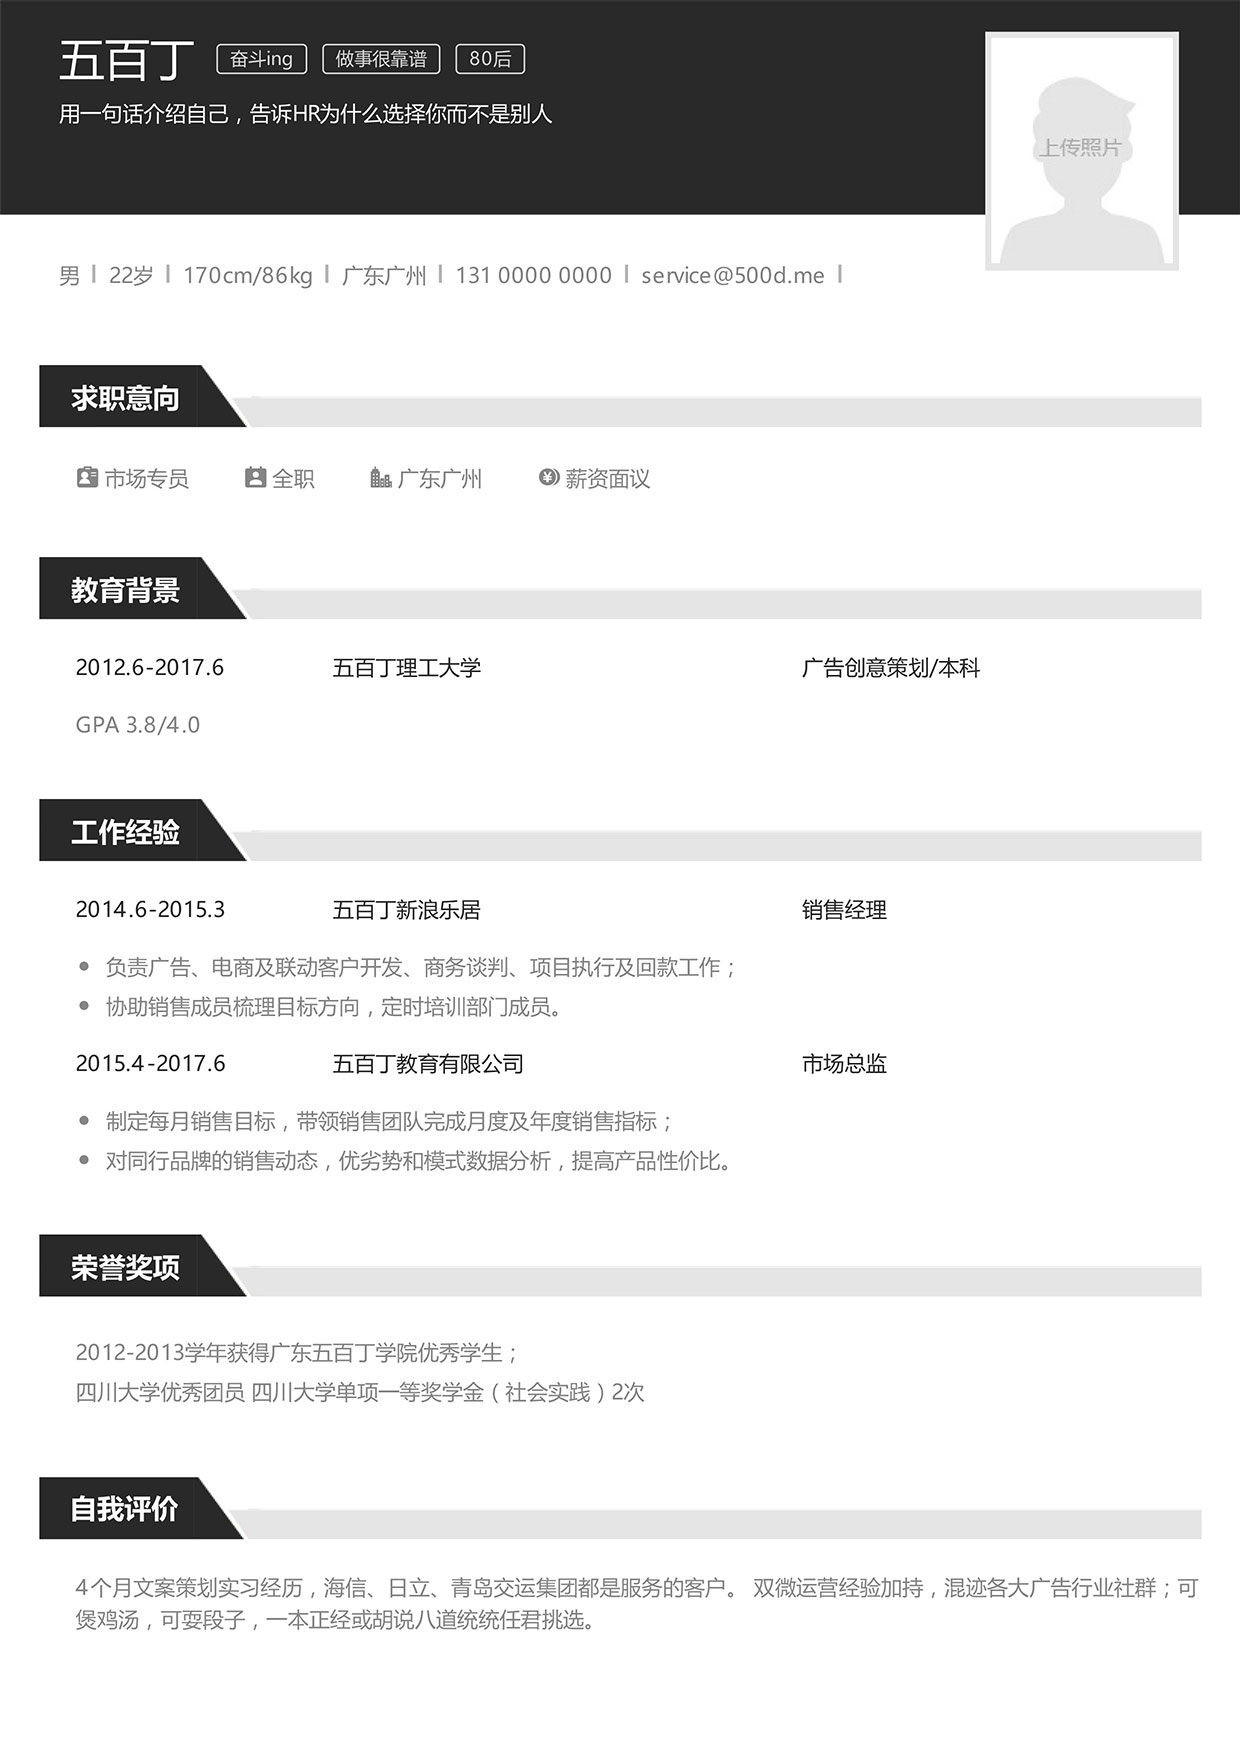 五百丁 奋斗ing 做事很靠谱 80后
用一句话介绍自己，告诉HR为什么选择你而不是别人
上传照片
男 | 22岁 | 170cm/86kg | 广东广州 | 131 0000 0000 | service@500d.me |
求职意向
市场专员 全职 广东广州 薪资面议
教育背景
2012.6-2017.6 五百丁理工大学 广告创意策划/本科
GPA 3.8/4.0
工作经验
2014.6-2015.3 五百丁新浪乐居 销售经理
● 负责广告、电商及联动客户开发、商务谈判、项目执行及回款工作；
● 协助销售成员梳理目标方向，定时培训部门成员。
2015.4-2017.6 五百丁教育有限公司 市场总监
● 制定每月销售目标，带领销售团队完成月度及年度销售指标；
● 对同行品牌的销售动态，优劣势和模式数据分析，提高产品性价比。
荣誉奖项
2012-2013学年获得广东五百丁学院优秀学生；
四川大学优秀团员 四川大学单项一等奖学金（社会实践）2次
自我评价
4个月文案策划实习经历，海信、日立、青岛交运集团都是服务的客户。 双微运营经验加持，混迹各大广告行业社群；可
煲鸡汤，可耍段子，一本正经或胡说八道统统任君挑选。